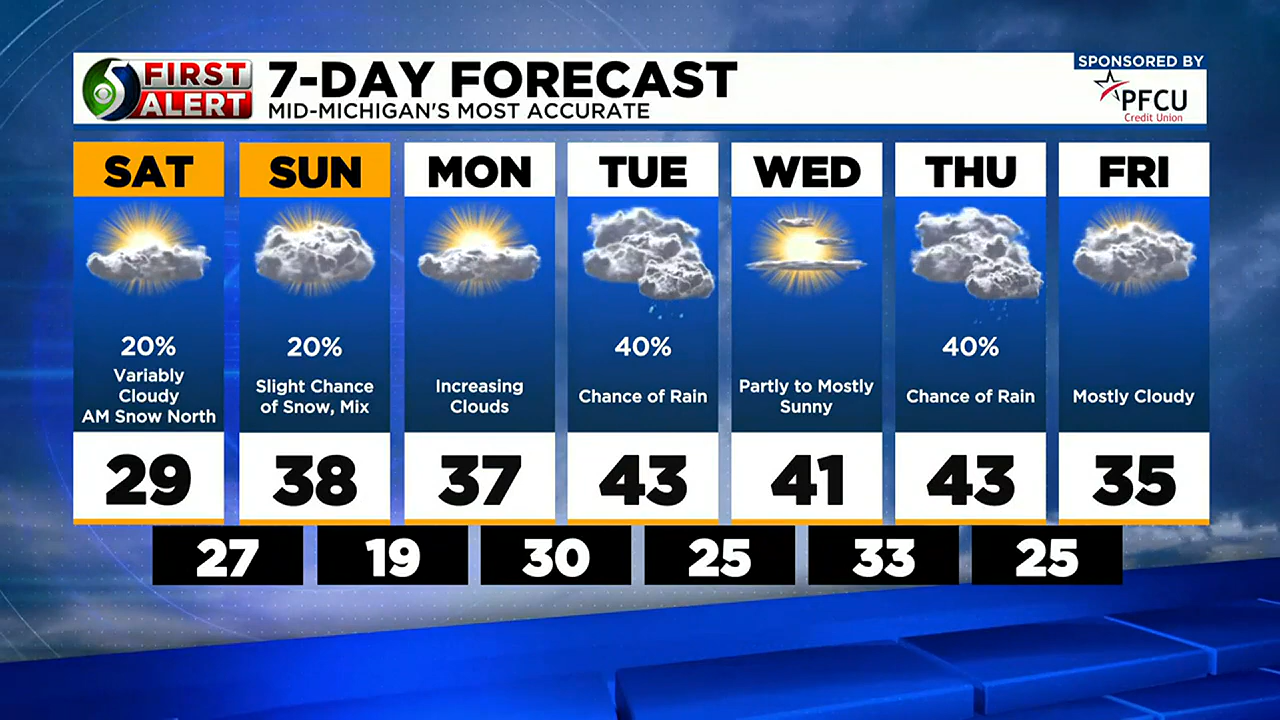 5 FIRST ALERT
7-DAY FORECAST
MID-MICHIGAN'S MOST ACCURATE
SPONSORED BY
PFCU
Credit Union
SAT
20%
Variably
Cloudy
AM Snow North
29
SUN
20%
Slight Chance
of Snow, Mix
38
MON
Increasing
Clouds
37
TUE
40%
Chance of Rain
43
WED
Partly to Mostly
Sunny
41
THU
40%
Chance of Rain
43
FRI
Mostly Cloudy
35
27
19
30
25
33
25